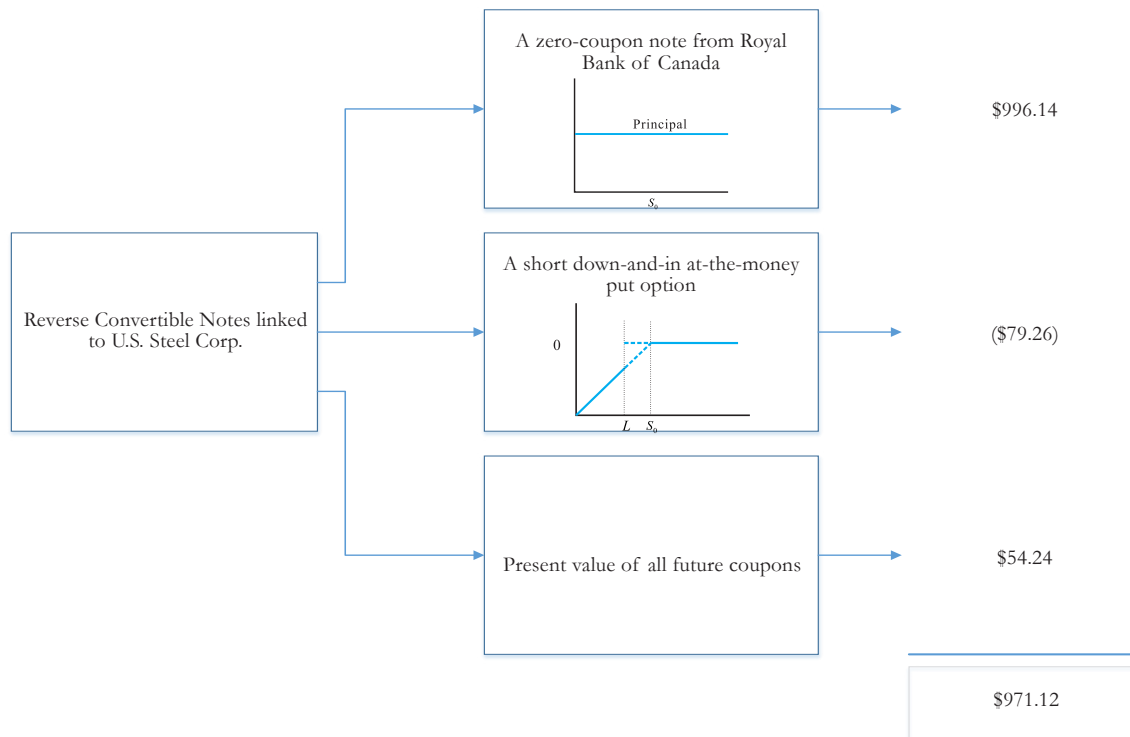 A zero-coupon note from Royal
Bank of Canada
Principal
S₀
$996.14
Reverse Convertible Notes linked
to U.S. Steel Corp.
A short down-and-in at-the-money
put option
0
L S₀
($79.26)
Present value of all future coupons
$54.24
$971.12